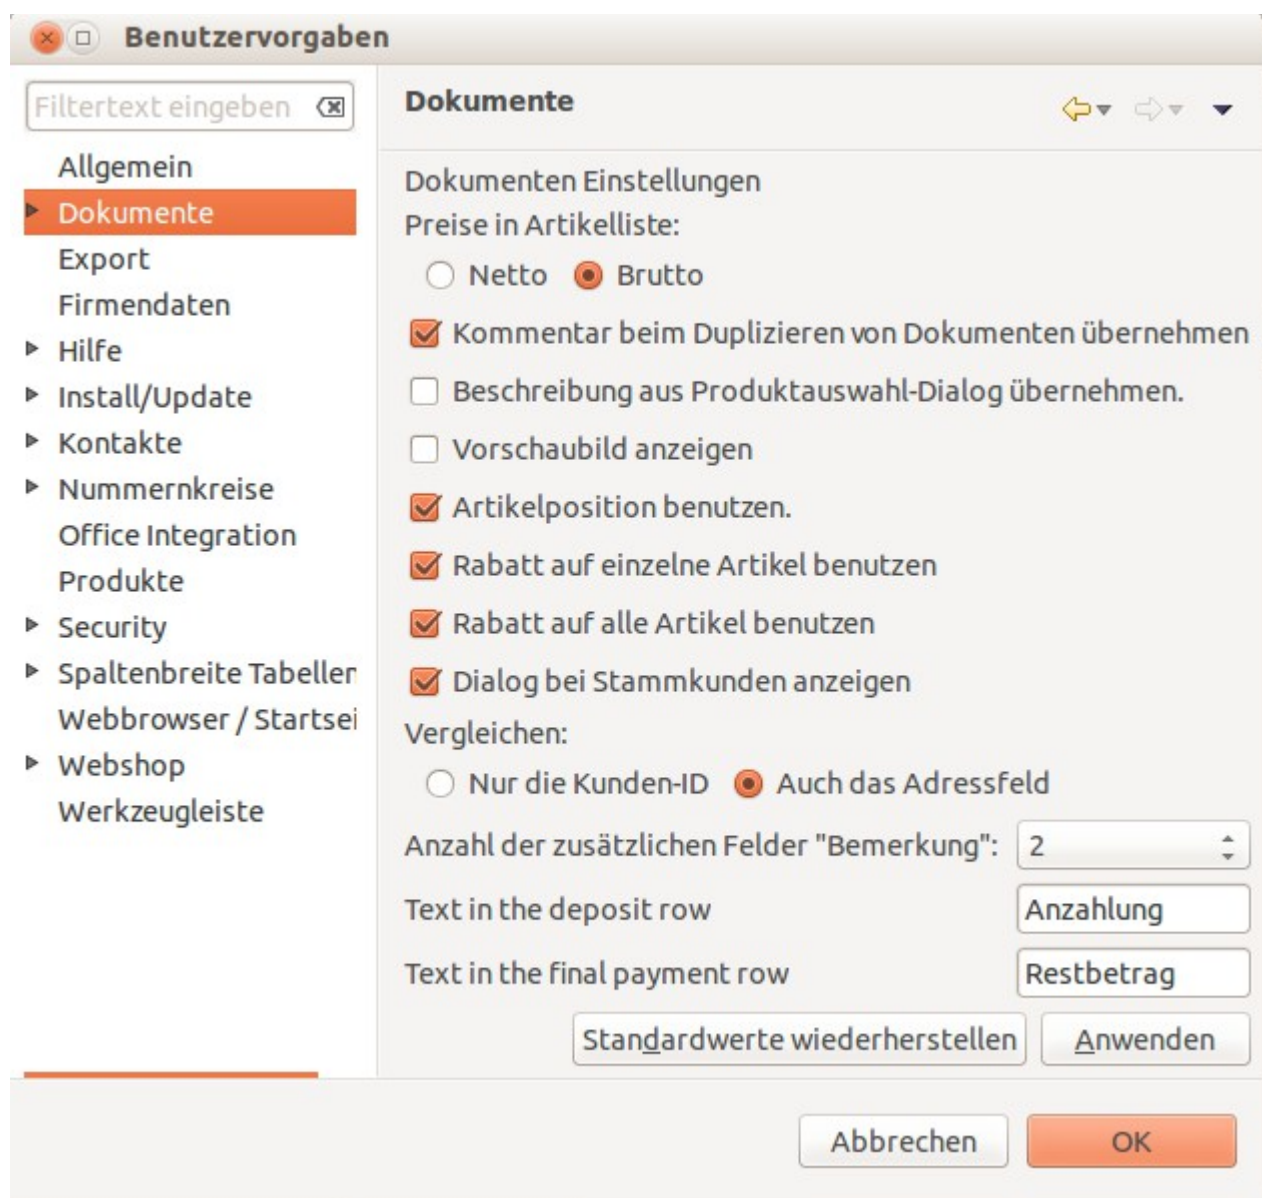 Benutzervorgaben
Filtertext eingeben
Allgemein
Dokumente
Export
Firmendaten
Hilfe
Install/Update
Kontakte
Nummernkreise
Office Integration
Produkte
Security
Spaltenbreite Tabellen
Webbrowser / Startsei
Webshop
Werkzeugleiste
Dokumente
Dokumenten Einstellungen
Preise in Artikelliste:
Netto Brutto
Kommentar beim Duplizieren von Dokumenten übernehmen
Beschreibung aus Produktauswahl-Dialog übernehmen.
Vorschaubild anzeigen
Artikelposition benutzen.
Rabatt auf einzelne Artikel benutzen
Rabatt auf alle Artikel benutzen
Dialog bei Stammkunden anzeigen
Vergleichen:
Nur die Kunden-ID Auch das Adressfeld
Anzahl der zusätzlichen Felder "Bemerkung": 2
Text in the deposit row Anzahlung
Text in the final payment row Restbetrag
Standardwerte wiederherstellen Anwenden
Abbrechen OK